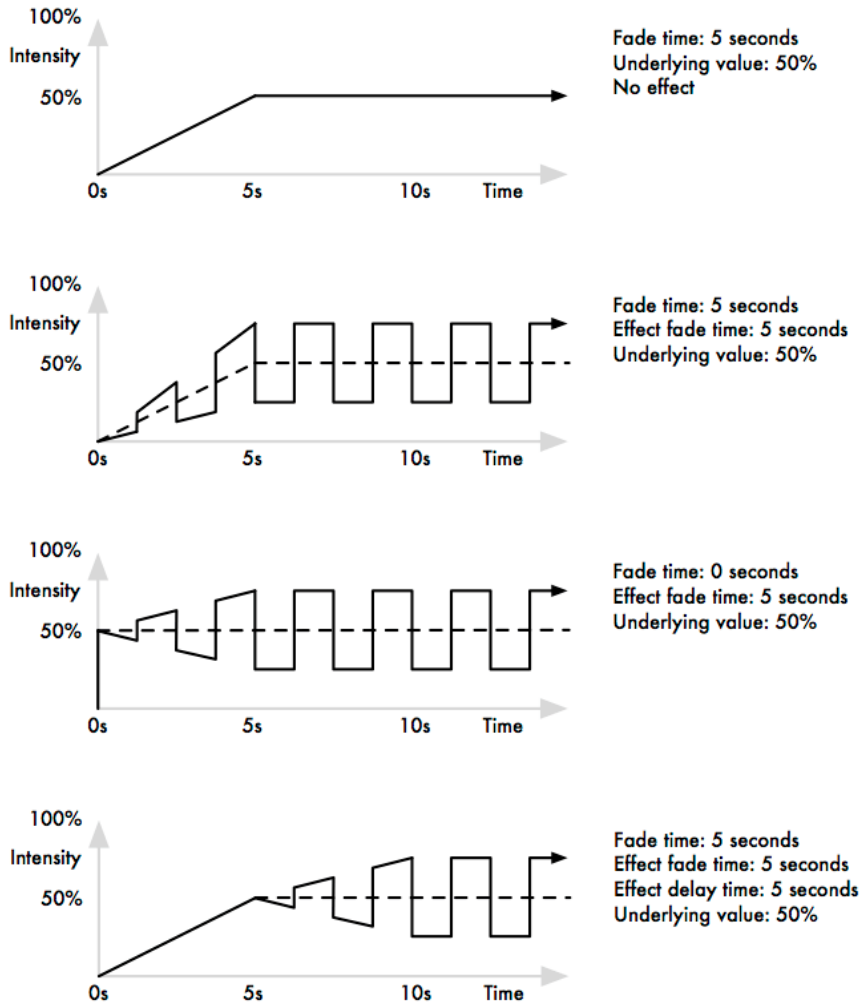 100%
Intensity
50%
0s 5s 10s Time
Fade time: 5 seconds
Underlying value: 50%
No effect
100%
Intensity
50%
0s 5s 10s Time
Fade time: 5 seconds
Effect fade time: 5 seconds
Underlying value: 50%
100%
Intensity
50%
0s 5s 10s Time
Fade time: 0 seconds
Effect fade time: 5 seconds
Underlying value: 50%
100%
Intensity
50%
0s 5s 10s Time
Fade time: 5 seconds
Effect fade time: 5 seconds
Effect delay time: 5 seconds
Underlying value: 50%